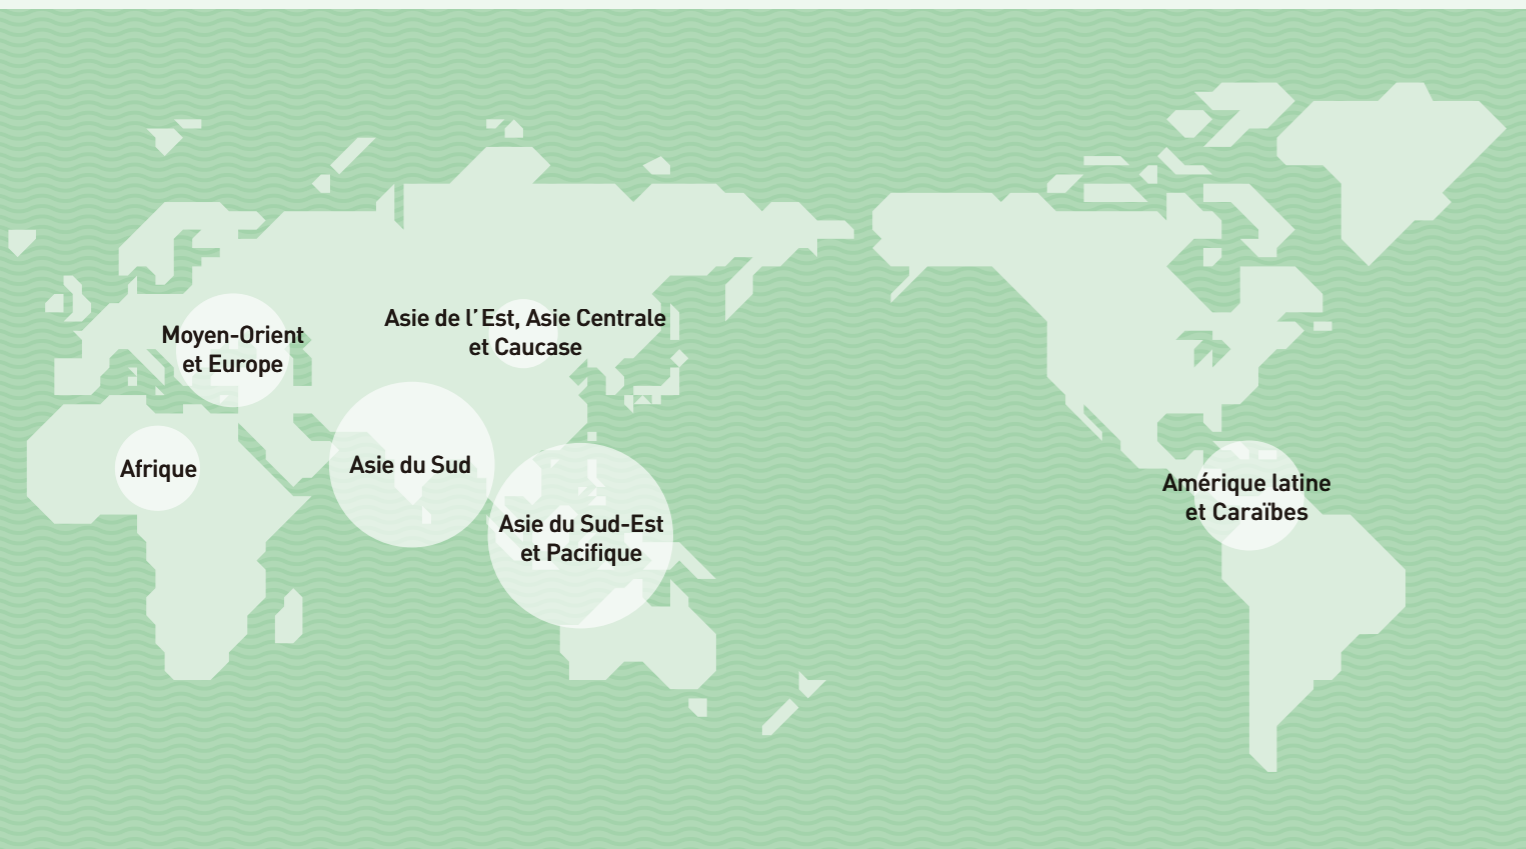 Moyen-Orient
et Europe
Asie de l’Est, Asie Centrale
et Caucase
Afrique
Asie du Sud
Asie du Sud-Est
et Pacifique
Amérique latine
et Caraïbes